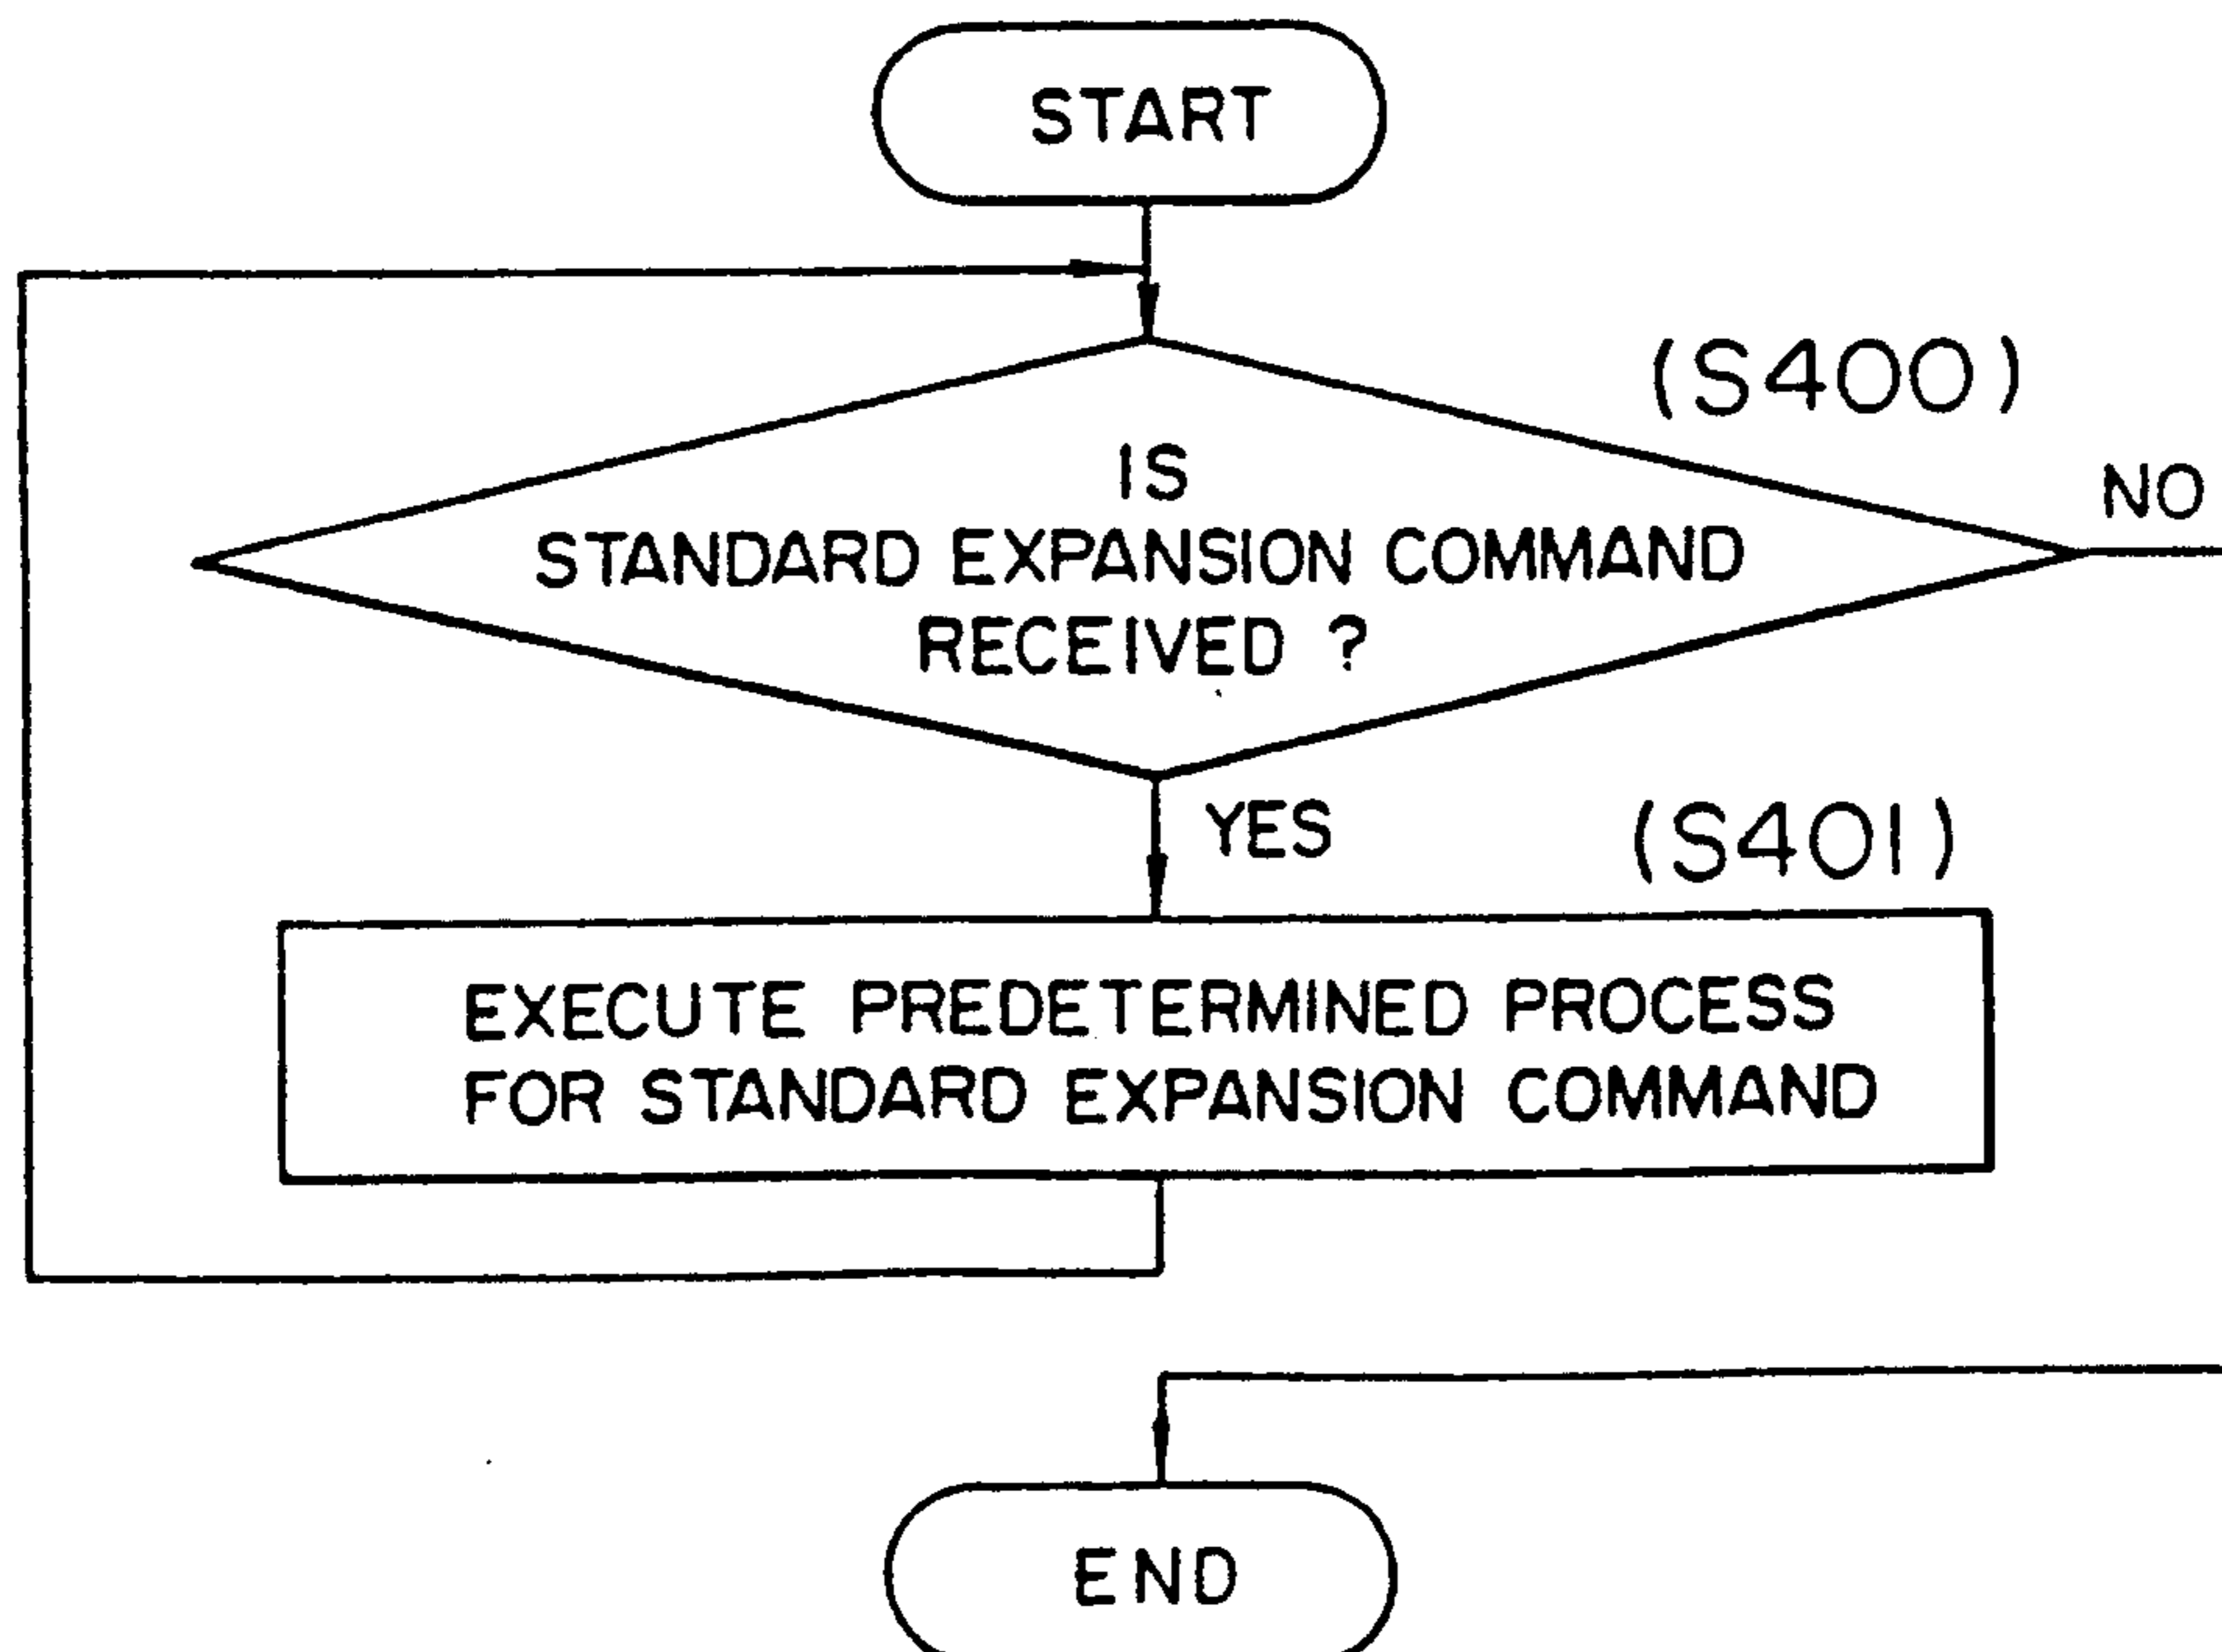 START
(S400)
IS
STANDARD EXPANSION COMMAND
RECEIVED ?
NO
YES
(S401)
EXECUTE PREDETERMINED PROCESS
FOR STANDARD EXPANSION COMMAND
END